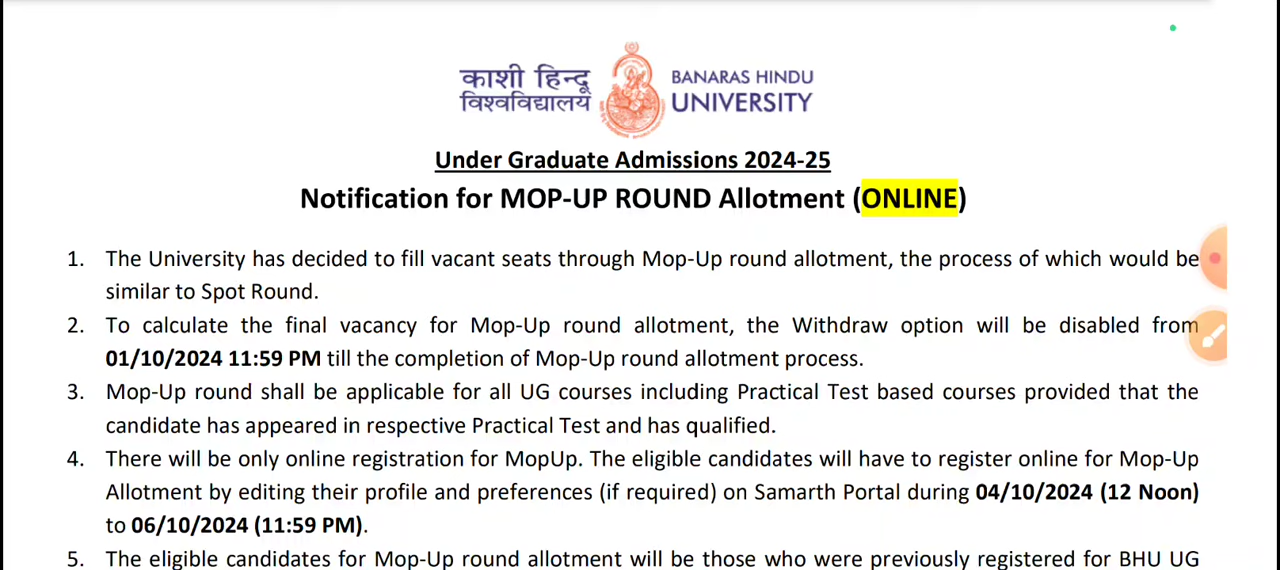 काशी हिन्दू
विश्वविद्यालय
BANARAS HINDU
UNIVERSITY
Under Graduate Admissions 2024-25
Notification for MOP-UP ROUND Allotment (ONLINE)
1. The University has decided to fill vacant seats through Mop-Up round allotment, the process of which would be
similar to Spot Round.
2. To calculate the final vacancy for Mop-Up round allotment, the Withdraw option will be disabled from
01/10/2024 11:59 PM till the completion of Mop-Up round allotment process.
3. Mop-Up round shall be applicable for all UG courses including Practical Test based courses provided that the
candidate has appeared in respective Practical Test and has qualified.
4. There will be only online registration for MopUp. The eligible candidates will have to register online for Mop-Up
Allotment by editing their profile and preferences (if required) on Samarth Portal during 04/10/2024 (12 Noon)
to 06/10/2024 (11:59 PM).
5. The eligible candidates for Mop-Up round allotment will be those who were previously registered for BHU UG